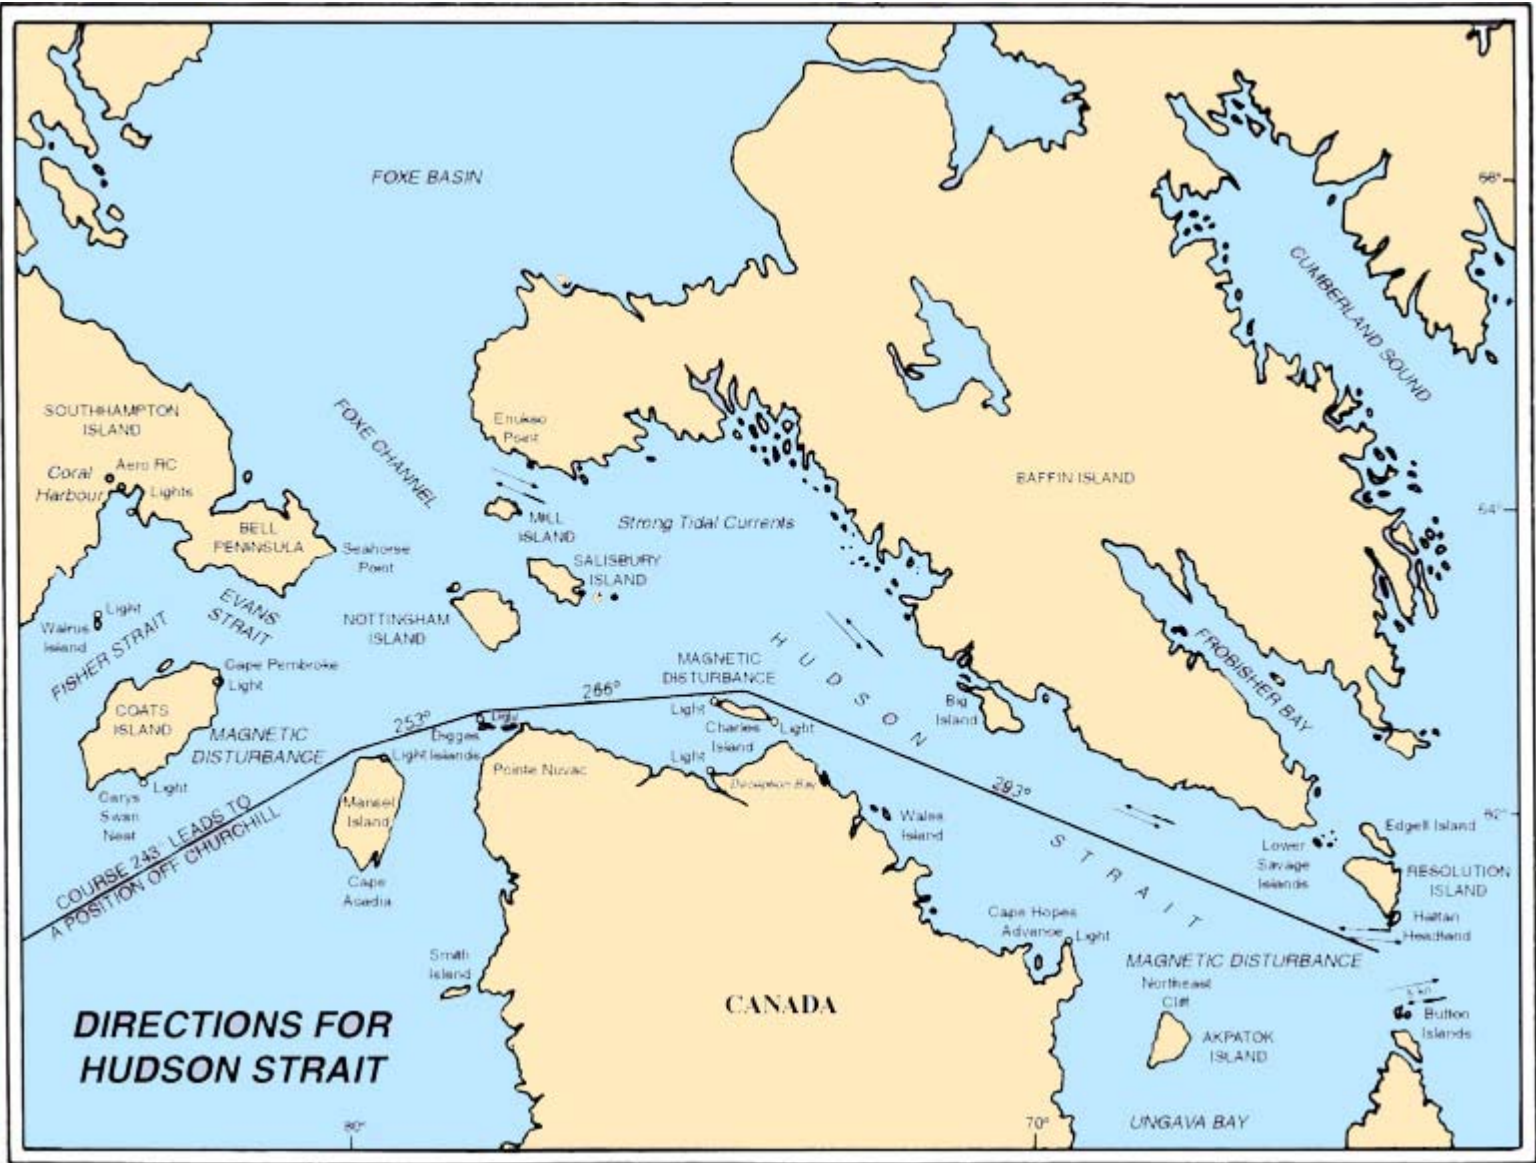 FOXE BASIN
66°
CUMBERLAND SOUND
SOUTHHAMPTON
ISLAND
FOXE CHANNEL
Enukso
Point
Coral
Harbour
Aero RC
Lights
BAFFIN ISLAND
64°
BELL
PENINSULA
Seahorse
Point
MILL
ISLAND
Strong Tidal Currents
SALISBURY
ISLAND
EVANS
STRAIT
NOTTINGHAM
ISLAND
Light
Walrus
Island
FISHER STRAIT
Cape Pembroke
Light
COATS
ISLAND
MAGNETIC
DISTURBANCE
MAGNETIC
DISTURBANCE
HUDSON
FROBISHER BAY
Big
Island
266°
253°
Light
Digges
Islands
Light
Light
Charles
Island
Light
Light
Deception Bay
Pointe Nuvac
293°
Light
Carys
Swan
Nest
Mansel
Island
COURSE 243° LEADS TO
A POSITION OFF CHURCHILL
Wales
Island
STRAIT
62°
Edgell Island
Lower
Savage
Islands
RESOLUTION
ISLAND
Cape
Acadia
Cape Hopes
Advance
Light
Hattan
Headland
MAGNETIC DISTURBANCE
Smith
Island
Northeast
Cliff
CANADA
Button
Islands
AKPATOK
ISLAND
DIRECTIONS FOR
HUDSON STRAIT
80°
70°
UNGAVA BAY